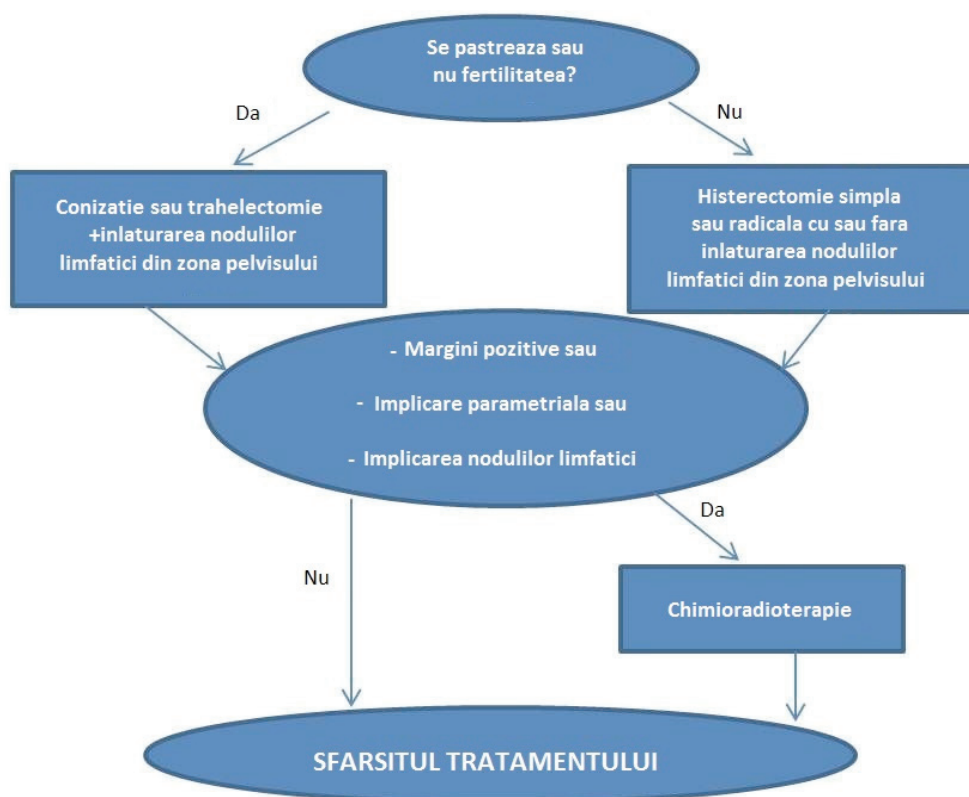 Se pastreaza sau
nu fertilitatea?
Da
Nu
Conizatie sau trahelectomie
+inlaturarea nodulilor
limfatici din zona pelvisului
Histerectomie simpla
sau radicala cu sau fara
inlaturarea nodulilor
limfatici din zona pelvisului
- Margini pozitive sau
- Implicare parametriala sau
- Implicarea nodulilor limfatici
Da
Nu
Chimioradioterapie
SFARSITUL TRATAMENTULUI